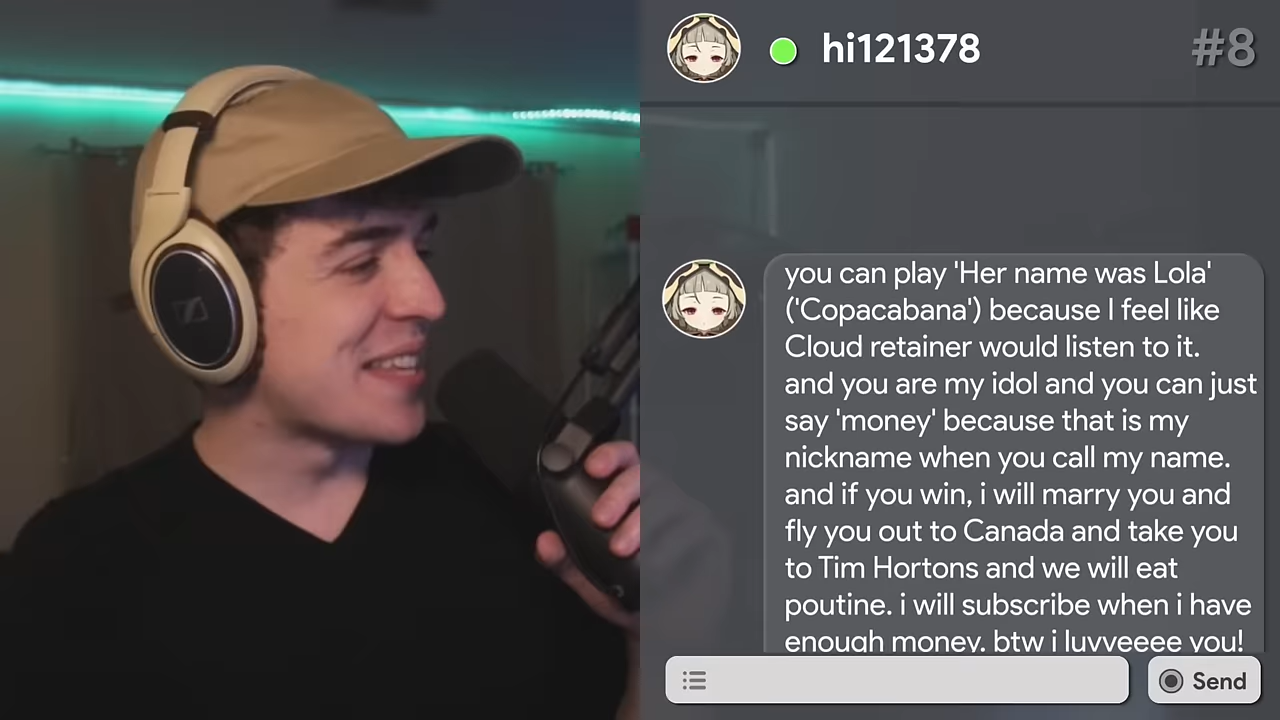 hi121378
#8
you can play 'Her name was Lola'
('Copacabana') because I feel like
Cloud retainer would listen to it.
and you are my idol and you can just
say 'money' because that is my
nickname when you call my name.
and if you win, i will marry you and
fly you out to Canada and take you
to Tim Hortons and we will eat
poutine. i will subscribe when i have
enough money. btw i luvveeee you!
Send